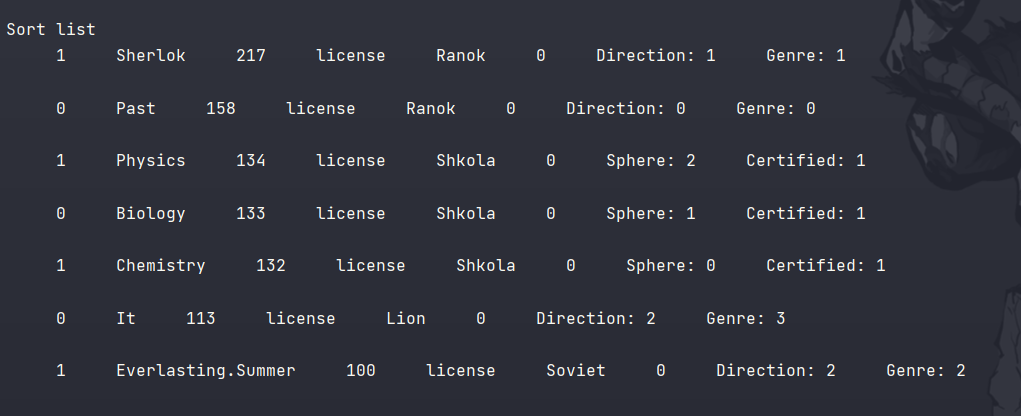 Sort list
1     Sherlok     217     license     Ranok     0     Direction: 1     Genre: 1
0     Past     158     license     Ranok     0     Direction: 0     Genre: 0
1     Physics     134     license     Shkola     0     Sphere: 2     Certified: 1
0     Biology     133     license     Shkola     0     Sphere: 1     Certified: 1
1     Chemistry     132     license     Shkola     0     Sphere: 0     Certified: 1
0     It     113     license     Lion     0     Direction: 2     Genre: 3
1     Everlasting.Summer     100     license     Soviet     0     Direction: 2     Genre: 2